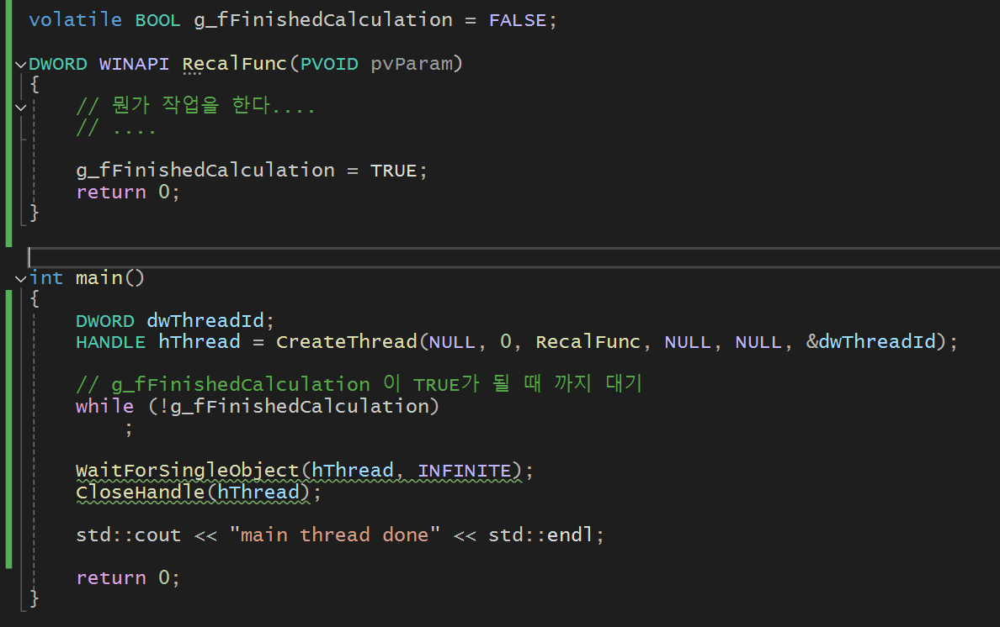 volatile BOOL g_fFinishedCalculation = FALSE;
DWORD WINAPI RecalFunc(PVOID pvParam)
{
// 뭔가 작업을 한다....
// ....
g_fFinishedCalculation = TRUE;
return 0;
}
int main()
{
DWORD dwThreadId;
HANDLE hThread = CreateThread(NULL, 0, RecalFunc, NULL, NULL, &dwThreadId);
// g_fFinishedCalculation 이 TRUE가 될 때 까지 대기
while (!g_fFinishedCalculation)
;
WaitForSingleObject(hThread, INFINITE);
CloseHandle(hThread);
std::cout << "main thread done" << std::endl;
return 0;
}